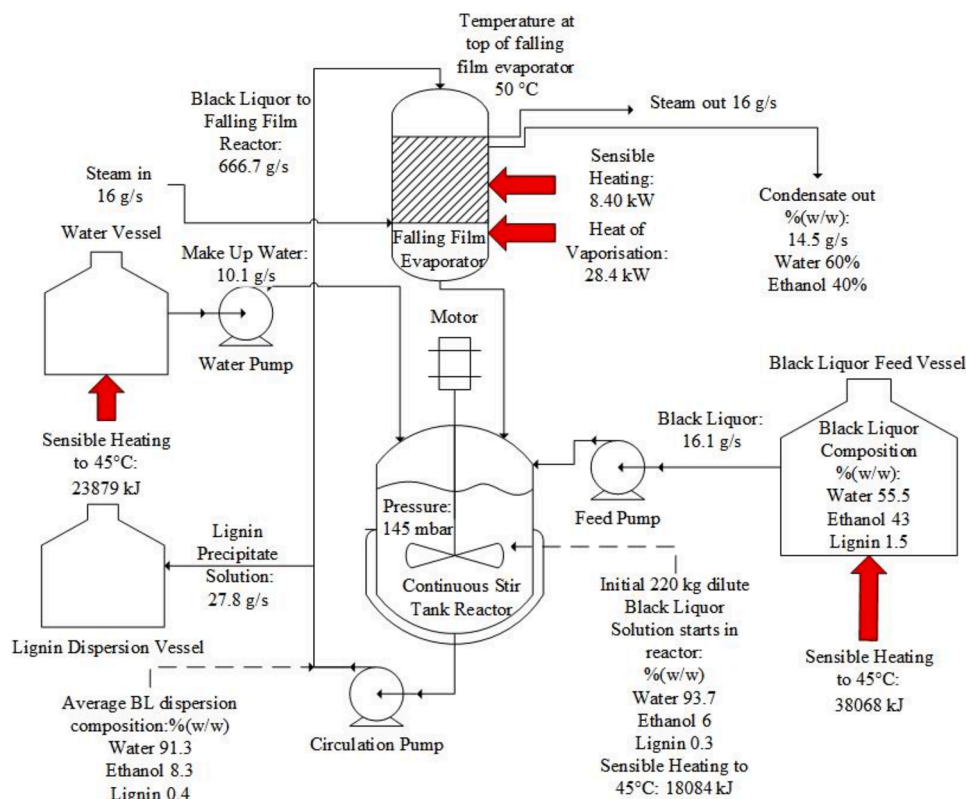 Temperature at
top of falling
film evaporator
50 °C
Black Liquor to
Falling Film
Reactor:
666.7 g/s
Steam out 16 g/s
Steam in
16 g/s
Sensible
Heating:
8.40 kW
Heat of
Vaporisation:
28.4 kW
Condensate out
%(w/w):
14.5 g/s
Water 60%
Ethanol 40%
Falling Film
Evaporator
Water Vessel
Make Up Water:
10.1 g/s
Water Pump
Motor
Sensible Heating
to 45°C:
23879 kJ
Black Liquor Feed Vessel
Black Liquor:
16.1 g/s
Black Liquor
Composition
%(w/w):
Water 55.5
Ethanol 43
Lignin 1.5
Feed Pump
Pressure:
145 mbar
Continuous Stir
Tank Reactor
Lignin
Precipitate
Solution:
27.8 g/s
Lignin Dispersion Vessel
Initial 220 kg dilute
Black Liquor
Solution starts in
reactor:
%(w/w)
Water 93.7
Ethanol 6
Lignin 0.3
Sensible Heating to
45°C: 18084 kJ
Sensible Heating
to 45°C:
38068 kJ
Average BL dispersion
composition:%(w/w)
Water 91.3
Ethanol 8.3
Lignin 0.4
Circulation Pump